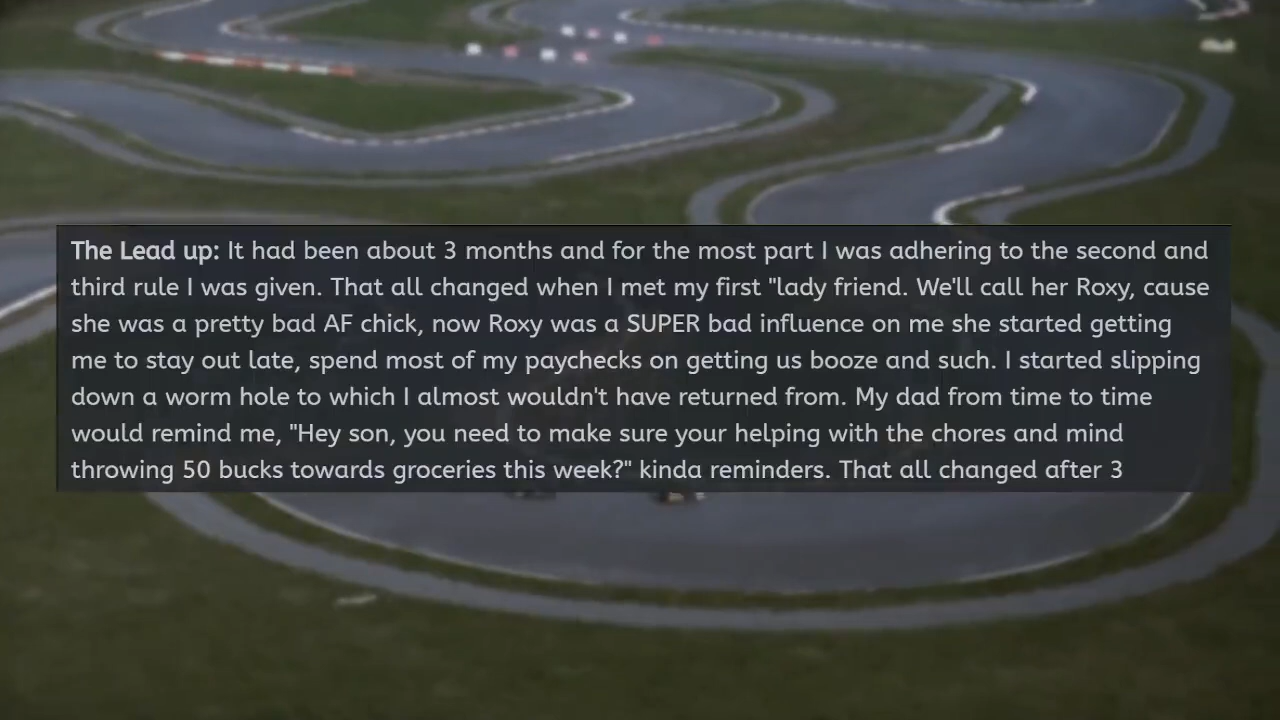 The Lead up: It had been about 3 months and for the most part I was adhering to the second and
third rule I was given. That all changed when I met my first "lady friend. We'll call her Roxy, cause
she was a pretty bad AF chick, now Roxy was a SUPER bad influence on me she started getting
me to stay out late, spend most of my paychecks on getting us booze and such. I started slipping
down a worm hole to which I almost wouldn't have returned from. My dad from time to time
would remind me, "Hey son, you need to make sure your helping with the chores and mind
throwing 50 bucks towards groceries this week?" kinda reminders. That all changed after 3